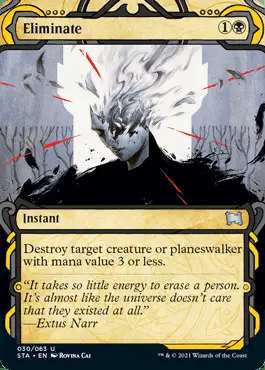 Eliminate 1
Instant
Destroy target creature or planeswalker
with mana value 3 or less.
“It takes so little energy to erase a person.
It’s almost like the universe doesn’t care
that they existed at all.”
—Extus Narr
030/063 U
STA • EN Rovina Cai
™ & © 2021 Wizards of the Coast